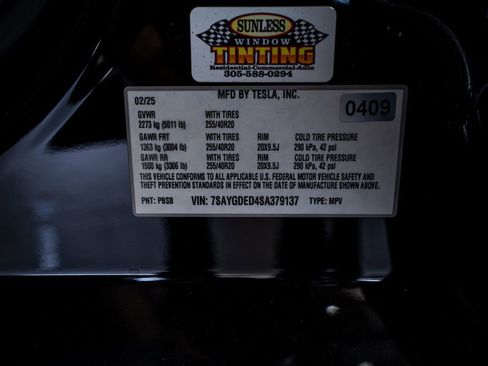 SUNLESS
WINDOW
TINTING
Residential-Commercial-Auto
305-588-0294
MFD BY TESLA, INC.
02/25
0409
GVWR WITH TIRES
2273 kg (5011 lb) 255/40R20
GAWR FRT WITH TIRES RIM COLD TIRE PRESSURE
1363 kg (3004 lb) 255/40R20 20X9.5J 290 kPa, 42 psi
GAWR RR WITH TIRES RIM COLD TIRE PRESSURE
1500 kg (3306 lb) 255/40R20 20X9.5J 290 kPa, 42 psi
THIS VEHICLE CONFORMS TO ALL APPLICABLE U.S. FEDERAL MOTOR VEHICLE SAFETY AND
THEFT PREVENTION STANDARDS IN EFFECT ON THE DATE OF MANUFACTURE SHOWN ABOVE.
PNT: PBSB VIN: 7SAYGDED4SA379137 TYPE: MPV